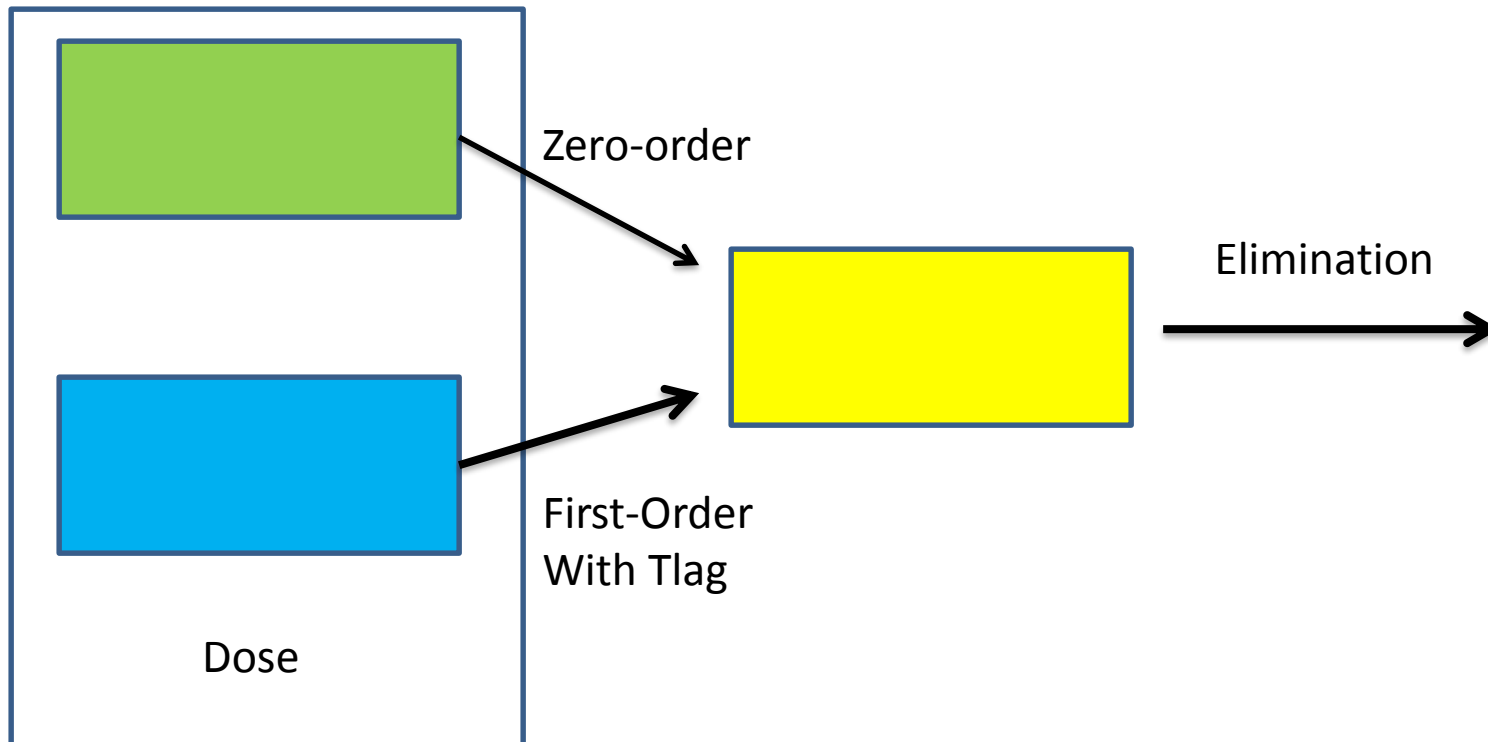 Zero-order
Elimination
First-Order
With Tlag
Dose